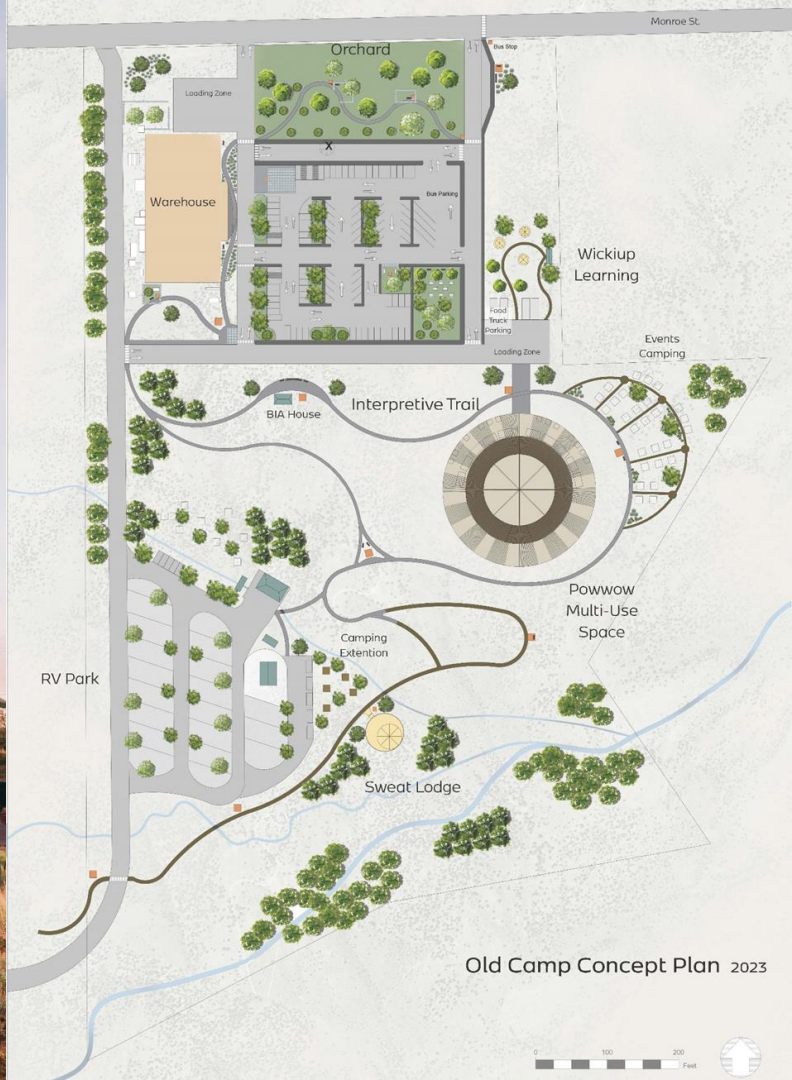 Monroe St.
Orchard
Bus Stop
Loading Zone
X
Warehouse
Bus Parking
Wickiup
Learning
Food
Truck
Parking
Loading Zone
Events
Camping
BIA House
Interpretive Trail
Powwow
Multi-Use
Space
Camping
Extention
RV Park
Sweat Lodge
Old Camp Concept Plan 2023
0 100 200
Feet